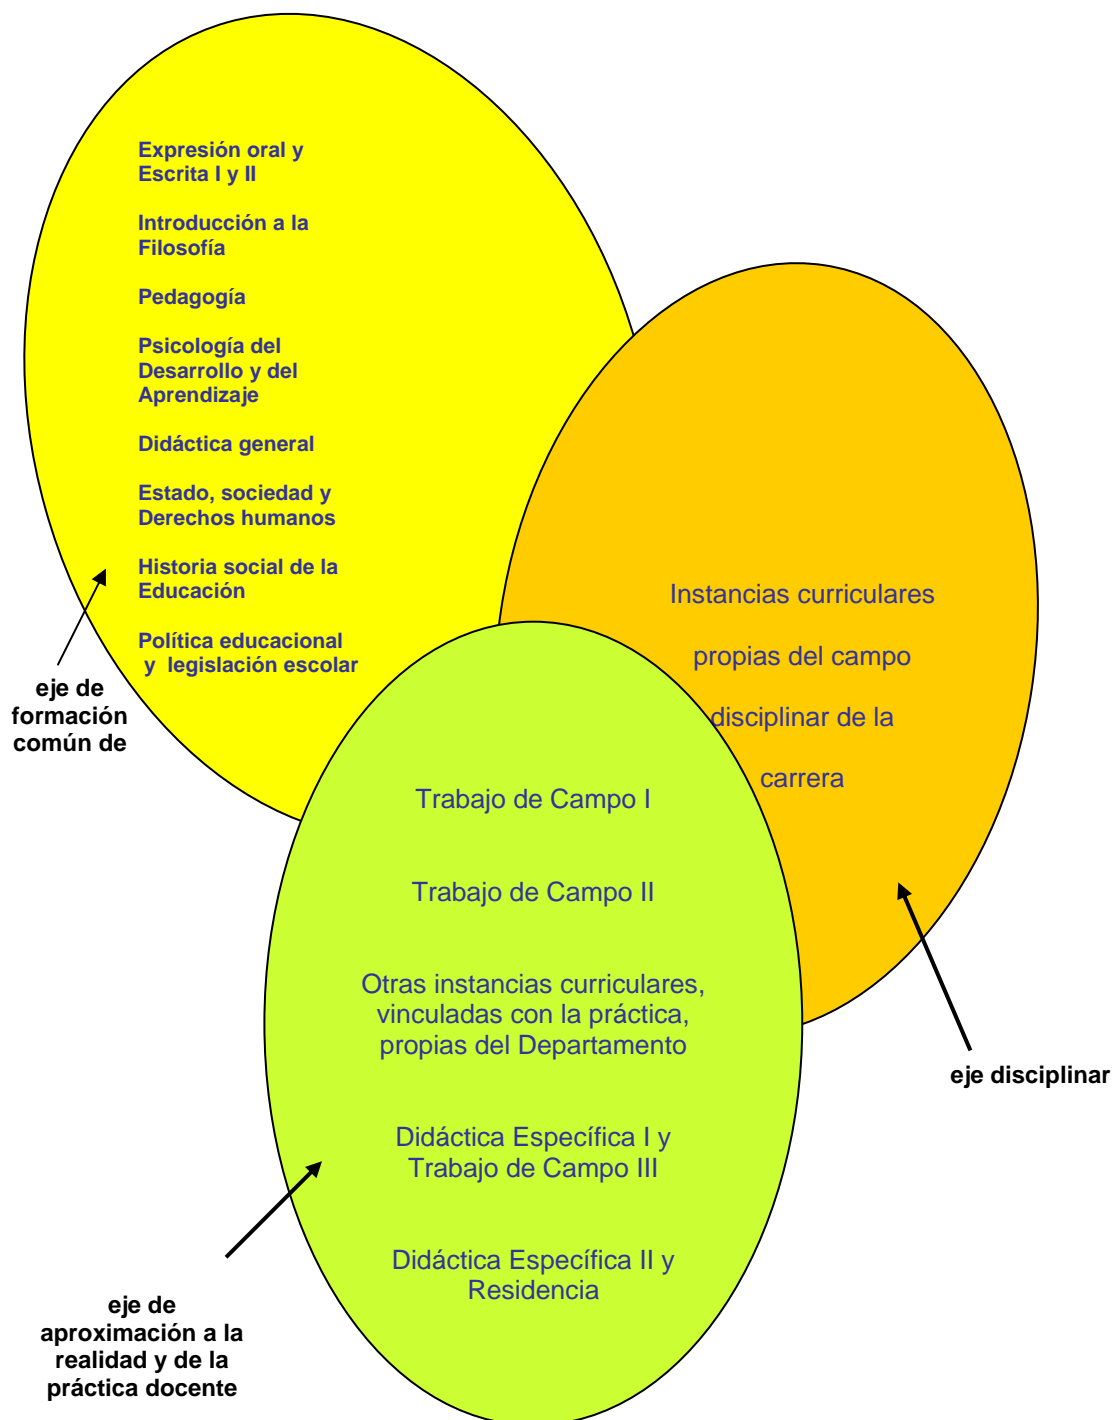 Expresión oral y
Escrita I y II
Introducción a la
Filosofía
Pedagogía
Psicología del
Desarrollo y del
Aprendizaje
Didáctica general
Estado, sociedad y
Derechos humanos
Historia social de la
Educación
Política educacional
y legislación escolar
eje de
formación
común de
Instancias curriculares
propias del campo
disciplinar de la
carrera
eje disciplinar
Trabajo de Campo I
Trabajo de Campo II
Otras instancias curriculares,
vinculadas con la práctica,
propias del Departamento
Didáctica Específica I y
Trabajo de Campo III
Didáctica Específica II y
Residencia
eje de
aproximación a la
realidad y de la
práctica docente